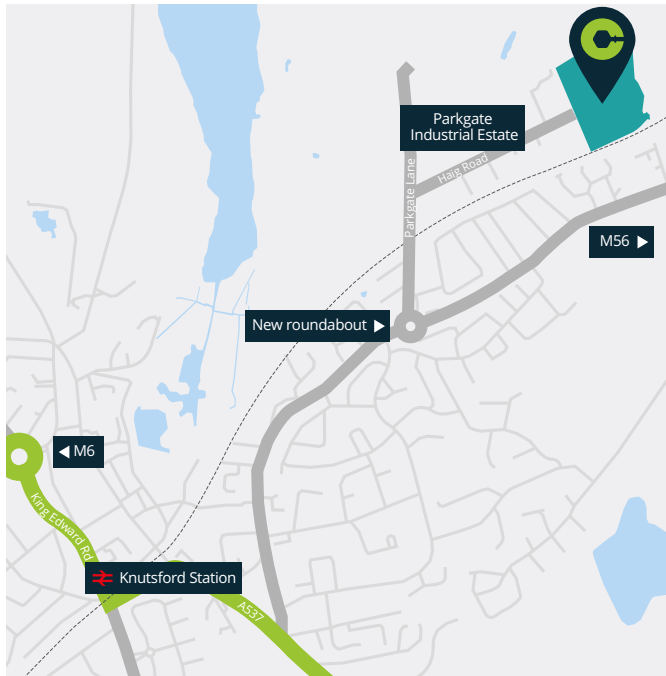 Parkgate
Industrial Estate
Haig Road
Parkgate Lane
M56
New roundabout
M6
King Edward Rd
Knutsford Station
A537